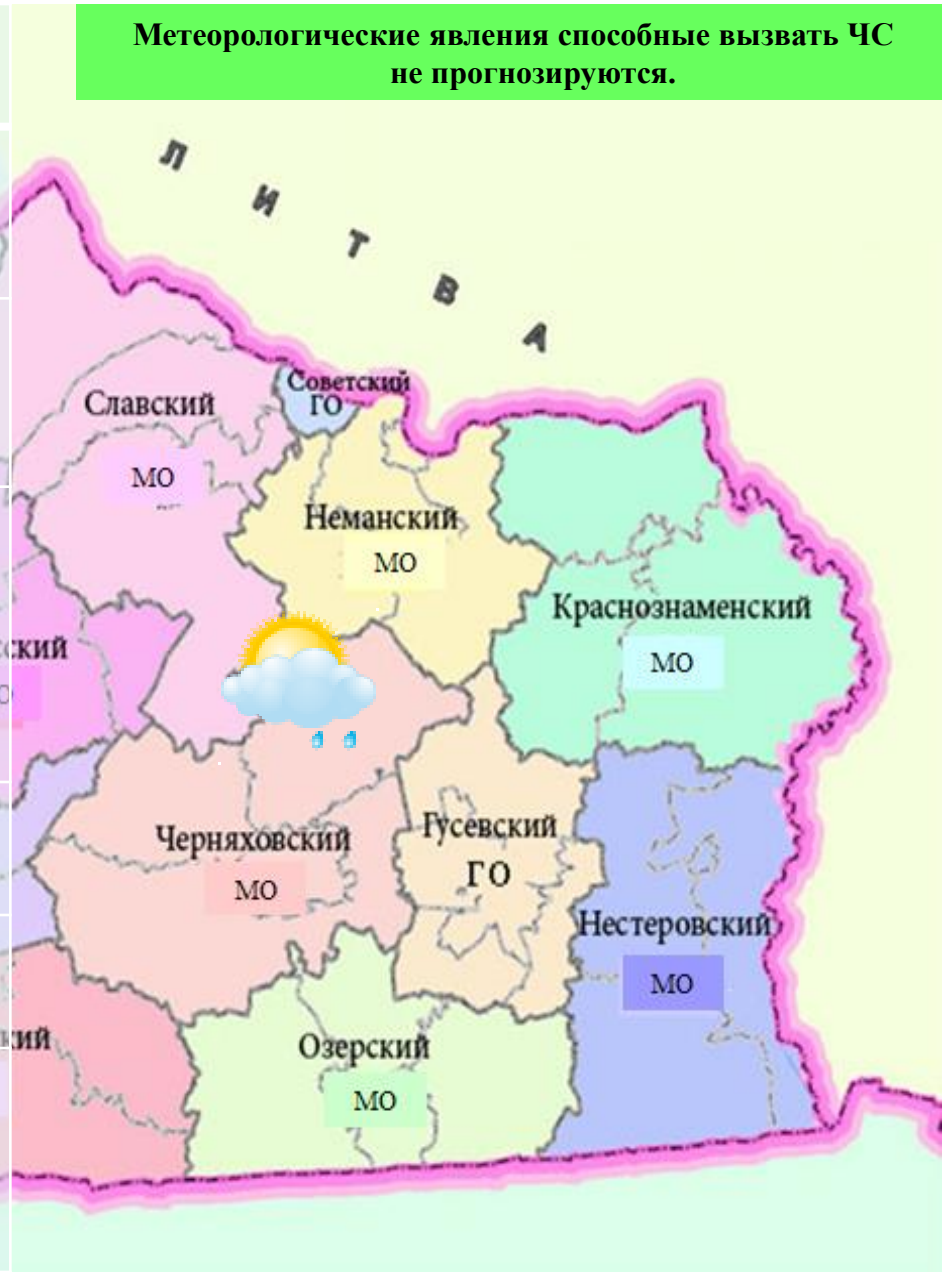 Метеорологические явления способные вызвать ЧС
не прогнозируются.
ЛИТВА
Советский
ГО
Славский
МО
Неманский
МО
Краснознаменский
МО
Черняховский
МО
Гусевский
ГО
Нестеровский
МО
Озерский
МО